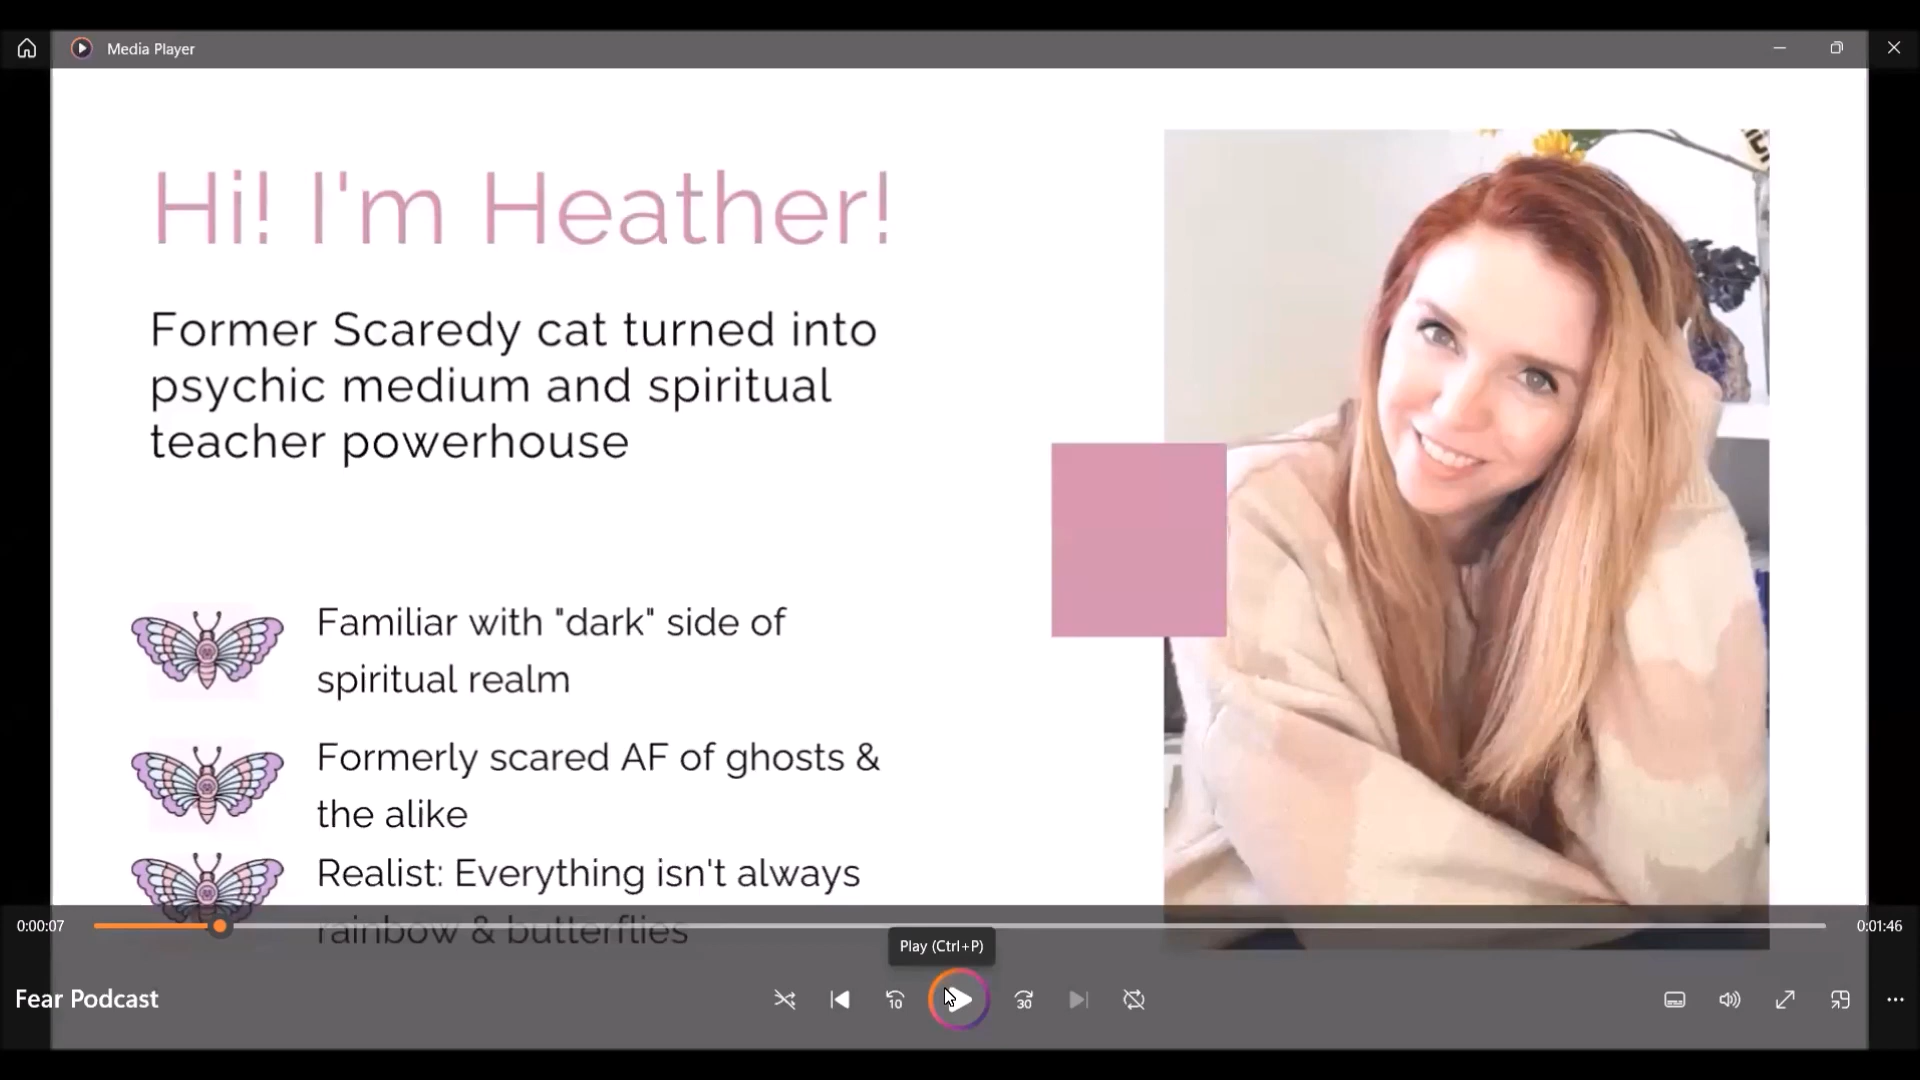 Media Player
Hi! I'm Heather!
Former Scaredy cat turned into
psychic medium and spiritual
teacher powerhouse
Familiar with "dark" side of
spiritual realm
Formerly scared AF of ghosts &
the alike
Realist: Everything isn't always
rainbow & butterflies
0:00:07
0:01:46
Play (Ctrl+P)
Fear Podcast
10
30